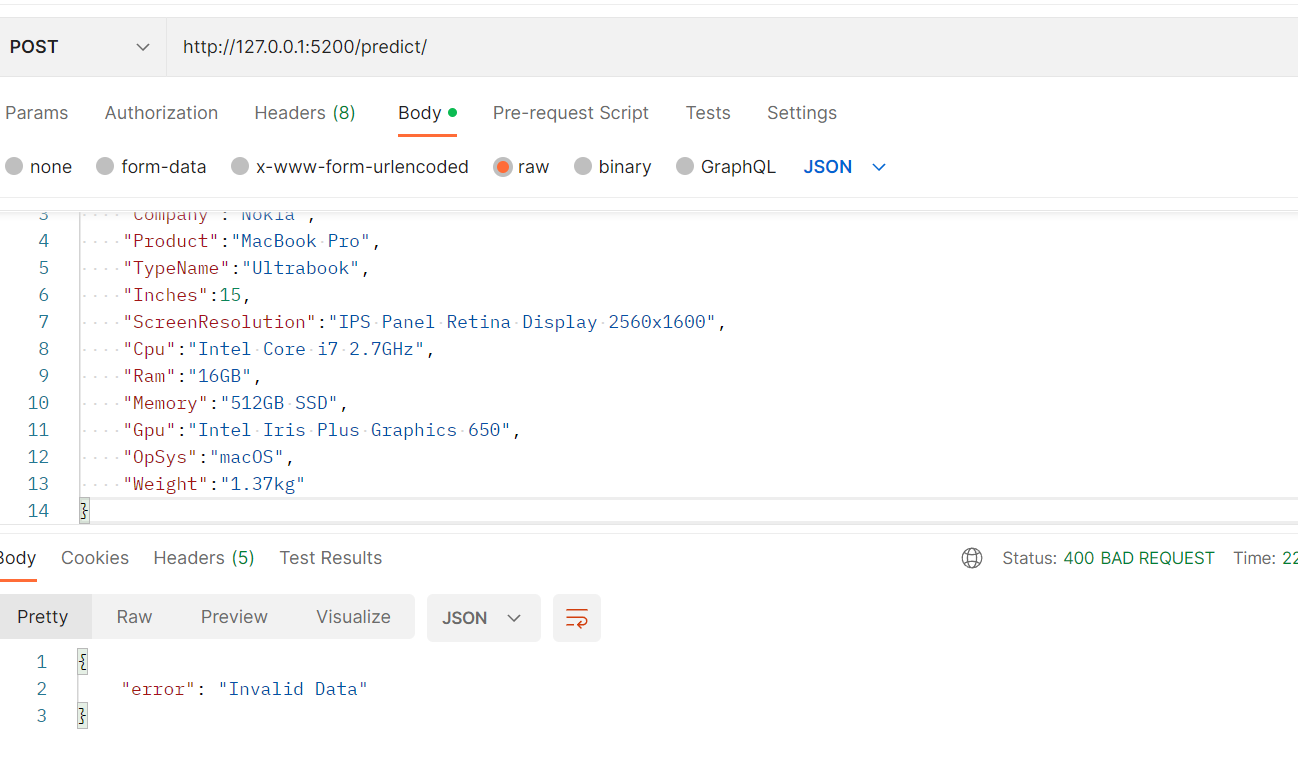 POST http://127.0.0.1:5200/predict/
Params Authorization Headers (8) Body Pre-request Script Tests Settings
none form-data x-www-form-urlencoded raw binary GraphQL JSON
3 "Company":"Nokia",
4 "Product":"MacBook Pro",
5 "TypeName":"Ultrabook",
6 "Inches":15,
7 "ScreenResolution":"IPS Panel Retina Display 2560x1600",
8 "Cpu":"Intel Core i7 2.7GHz",
9 "Ram":"16GB",
10 "Memory":"512GB SSD",
11 "Gpu":"Intel Iris Plus Graphics 650",
12 "OpSys":"macOS",
13 "Weight":"1.37kg"
14 }
Body Cookies Headers (5) Test Results Status: 400 BAD REQUEST Time: 22
Pretty Raw Preview Visualize JSON
1 {
2 "error": "Invalid Data"
3 }